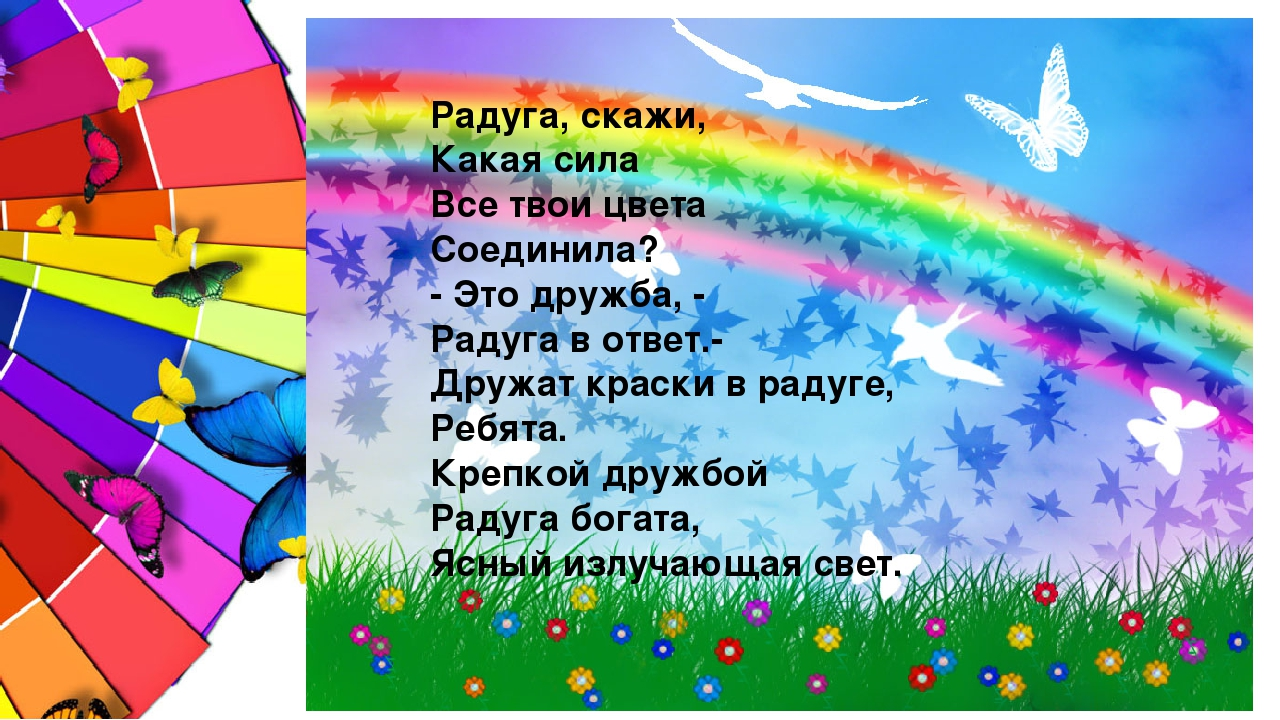 Радуга, скажи,
Какая сила
Все твои цвета
Соединила?
- Это дружба, -
Радуга в ответ.-
Дружат краски в радуге,
Ребята.
Крепкой дружбой
Радуга богата,
Ясный излучающая свет.